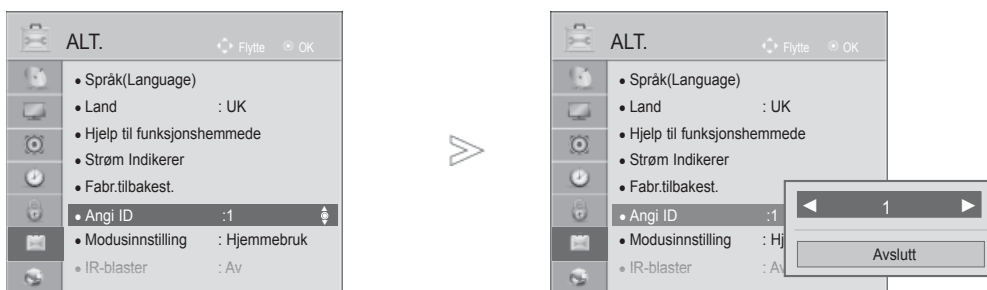 ALT. Flytte OK
• Språk(Language)
• Land : UK
• Hjelp til funksjonshemmede
• Strøm Indikerer
• Fabr.tilbakest.
• Angi ID :1
• Modusinnstilling : Hjemmebruk
• IR-blaster : Av
ALT. Flytte OK
• Språk(Language)
• Land : UK
• Hjelp til funksjonshemmede
• Strøm Indikerer
• Fabr.tilbakest.
• Angi ID :1
• Modusinnstilling : Hj
• IR-blaster : Av
◀ 1 ▶
Avslutt